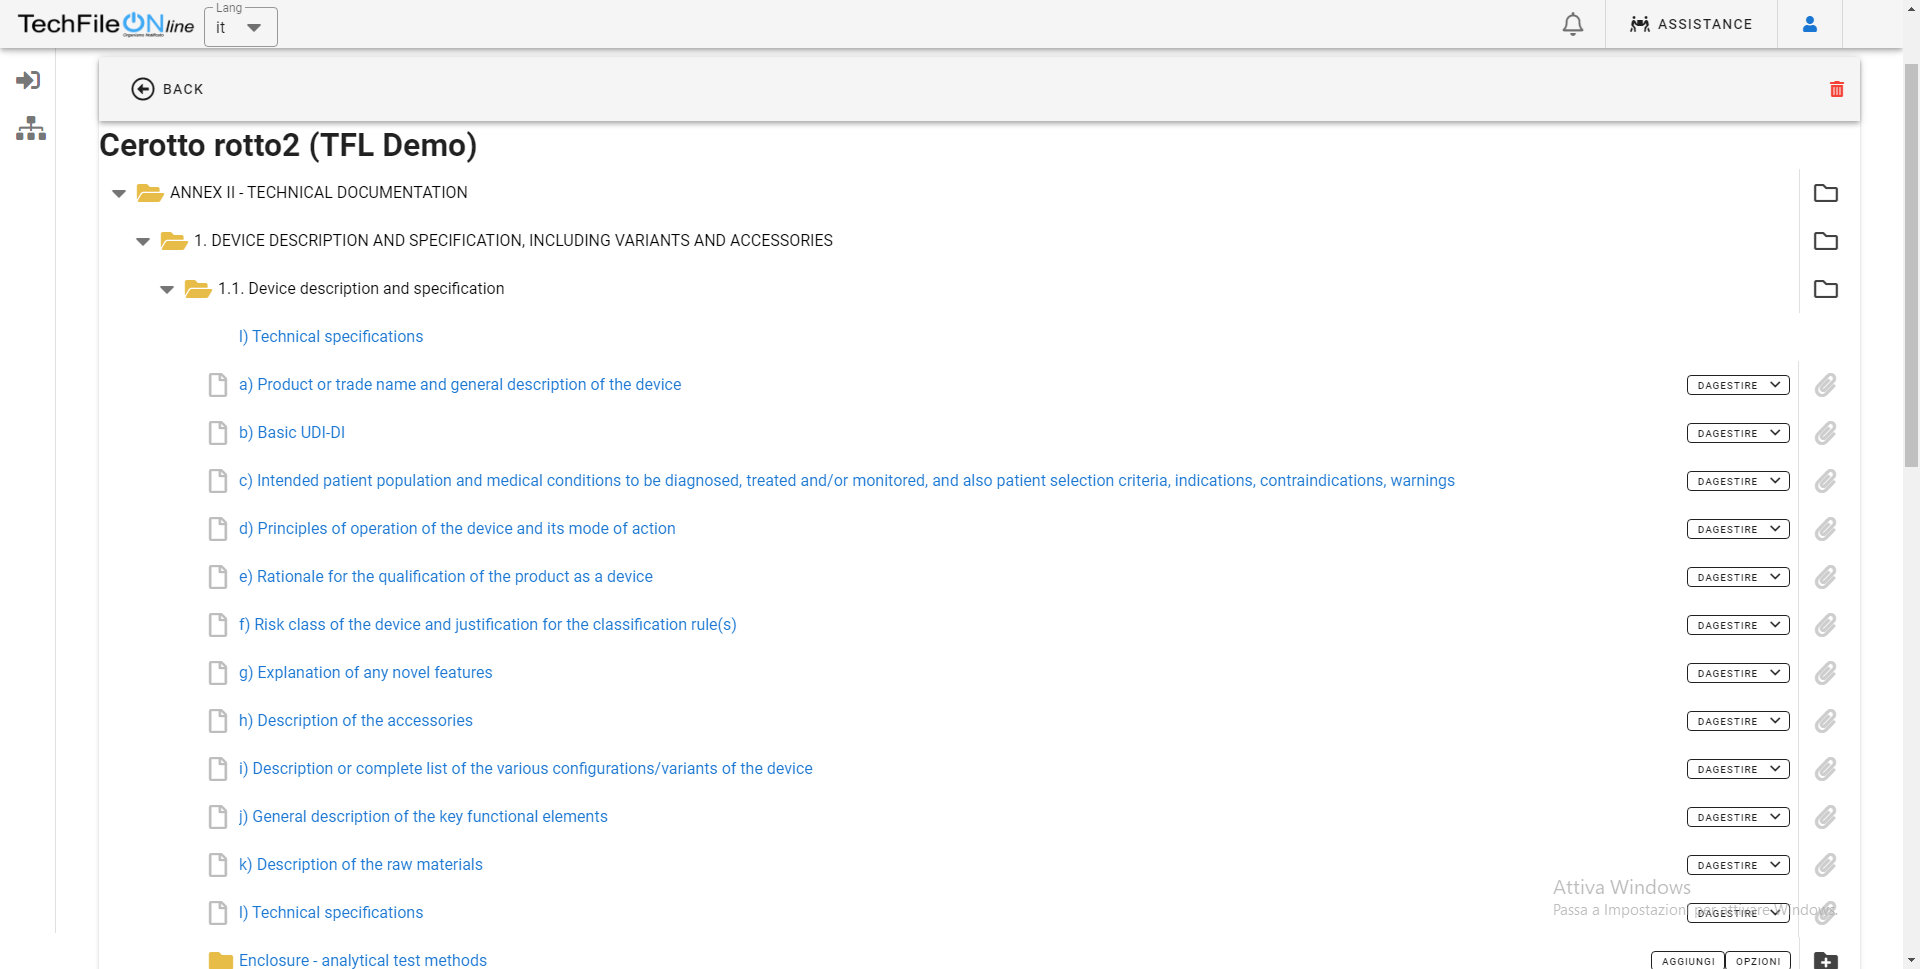 TechFileONline
Organismo Notificato
Lang
it
ASSISTANCE
BACK
Cerotto rotto2 (TFL Demo)
ANNEX II - TECHNICAL DOCUMENTATION
1. DEVICE DESCRIPTION AND SPECIFICATION, INCLUDING VARIANTS AND ACCESSORIES
1.1. Device description and specification
l) Technical specifications
a) Product or trade name and general description of the device DAGESTIRE
b) Basic UDI-DI DAGESTIRE
c) Intended patient population and medical conditions to be diagnosed, treated and/or monitored, and also patient selection criteria, indications, contraindications, warnings DAGESTIRE
d) Principles of operation of the device and its mode of action DAGESTIRE
e) Rationale for the qualification of the product as a device DAGESTIRE
f) Risk class of the device and justification for the classification rule(s) DAGESTIRE
g) Explanation of any novel features DAGESTIRE
h) Description of the accessories DAGESTIRE
i) Description or complete list of the various configurations/variants of the device DAGESTIRE
j) General description of the key functional elements DAGESTIRE
k) Description of the raw materials DAGESTIRE
Attiva Windows
Passa a Impostazioni per attivare Windows.
l) Technical specifications DAGESTIRE
Enclosure - analytical test methods AGGIUNGI OPZIONI